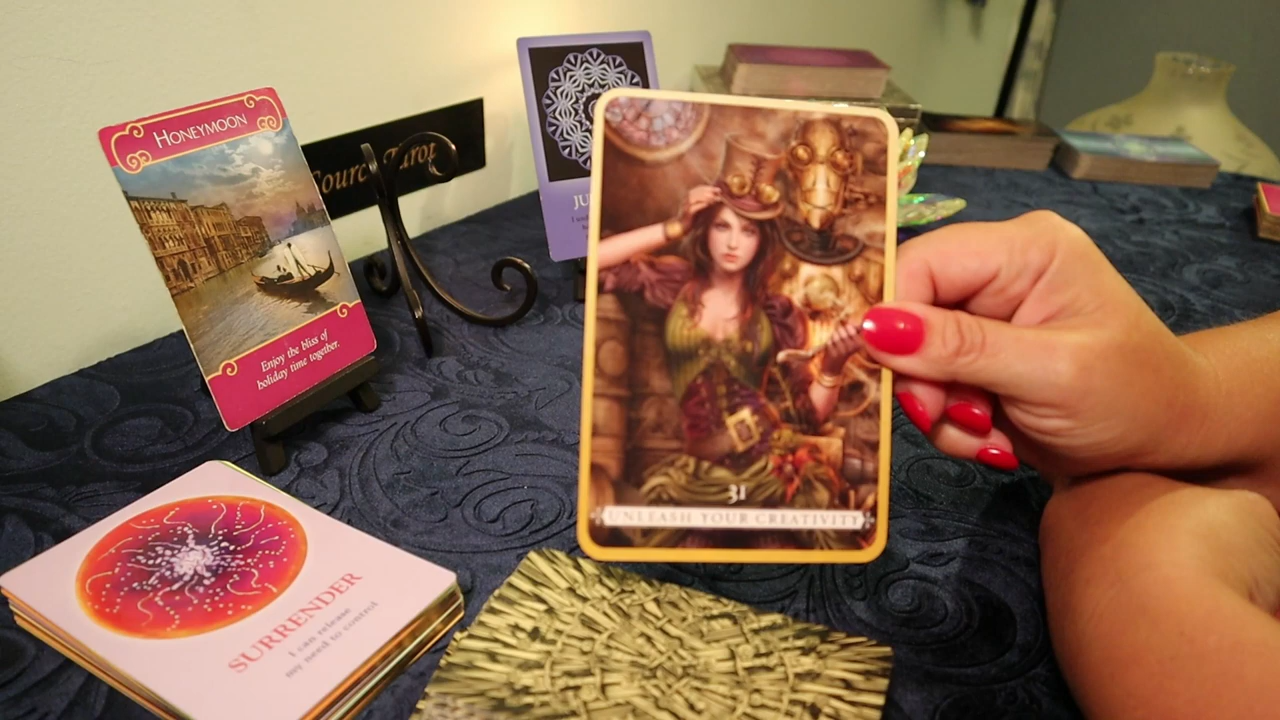 HONEYMOON
Enjoy the bliss of
holiday time together.
Tarot
31
UNLEASH YOUR CREATIVITY
SURRENDER
I can release
my need to control